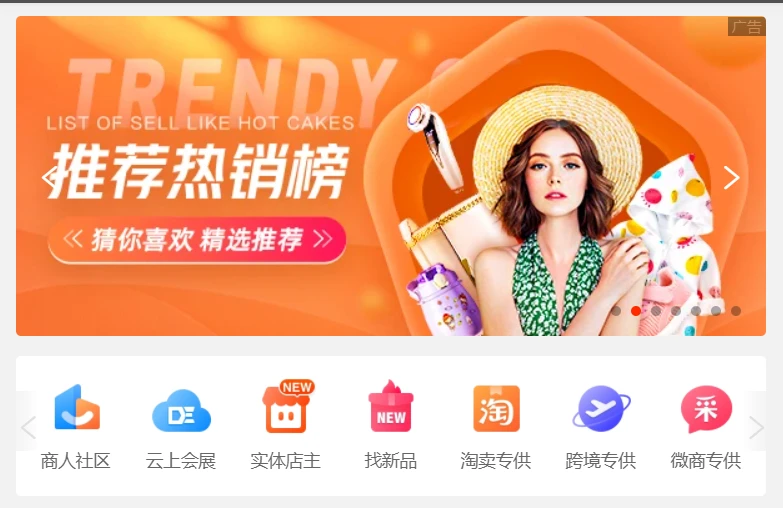 广告
TRENDY
LIST OF SELL LIKE HOT CAKES
推荐热销榜
猜你喜欢 精选推荐
DE
NEW
NEW
淘
采
商人社区
云上会展
实体店主
找新品
淘卖专供
跨境专供
微商专供